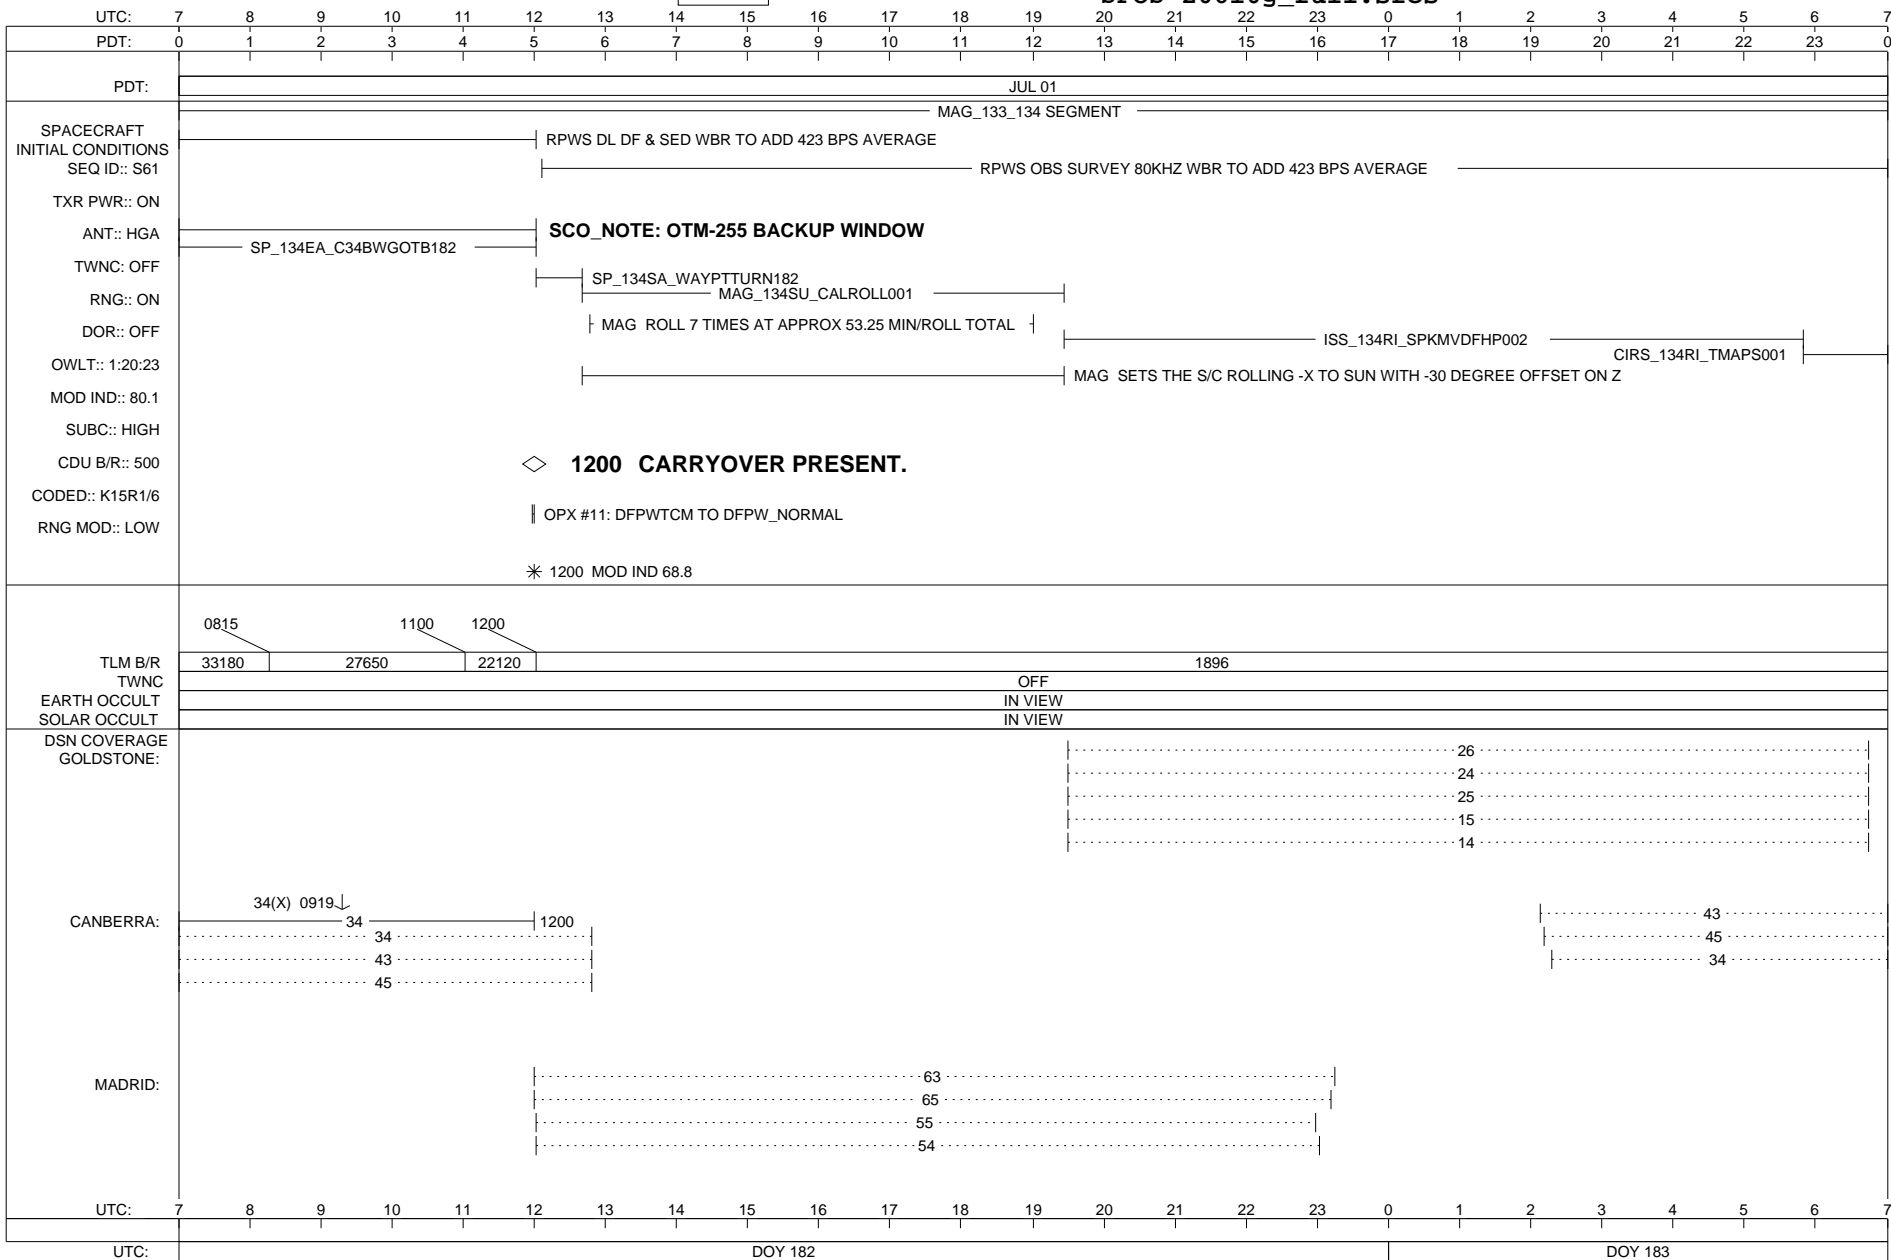 UTC: 7 8 9 10 11 12 13 14 15 16 17 18 19 20 21 22 23 0 1 2 3 4 5 6 7
PDT: 0 1 2 3 4 5 6 7 8 9 10 11 12 13 14 15 16 17 18 19 20 21 22 23 0
PDT: JUL 01
MAG_133_134 SEGMENT
SPACECRAFT
INITIAL CONDITIONS
RPWS DL DF & SED WBR TO ADD 423 BPS AVERAGE
SEQ ID:: S61
RPWS OBS SURVEY 80KHZ WBR TO ADD 423 BPS AVERAGE
TXR PWR:: ON
ANT:: HGA
SCO_NOTE: OTM-255 BACKUP WINDOW
SP_134EA_C34BWGOTB182
TWNC: OFF
SP_134SA_WAYPTTURN182
RNG:: ON
MAG_134SU_CALROLL001
DOR:: OFF
MAG ROLL 7 TIMES AT APPROX 53.25 MIN/ROLL TOTAL
ISS_134RI_SPKMVDFHP002
CIRS_134RI_TMAPS001
OWLT:: 1:20:23
MAG SETS THE S/C ROLLING -X TO SUN WITH -30 DEGREE OFFSET ON Z
MOD IND:: 80.1
SUBC:: HIGH
CDU B/R:: 500
1200 CARRYOVER PRESENT.
CODED:: K15R1/6
OPX #11: DFPWTCM TO DFPW_NORMAL
RNG MOD:: LOW
1200 MOD IND 68.8
0815 1100 1200
TLM B/R 33180 27650 22120 1896
TWNC OFF
EARTH OCCULT IN VIEW
SOLAR OCCULT IN VIEW
DSN COVERAGE
GOLDSTONE:
26
24
25
15
14
34(X) 0919
CANBERRA: 34 1200
34
43
45
43
45
34
MADRID:
63
65
55
54
UTC: 7 8 9 10 11 12 13 14 15 16 17 18 19 20 21 22 23 0 1 2 3 4 5 6 7
UTC: DOY 182 DOY 183